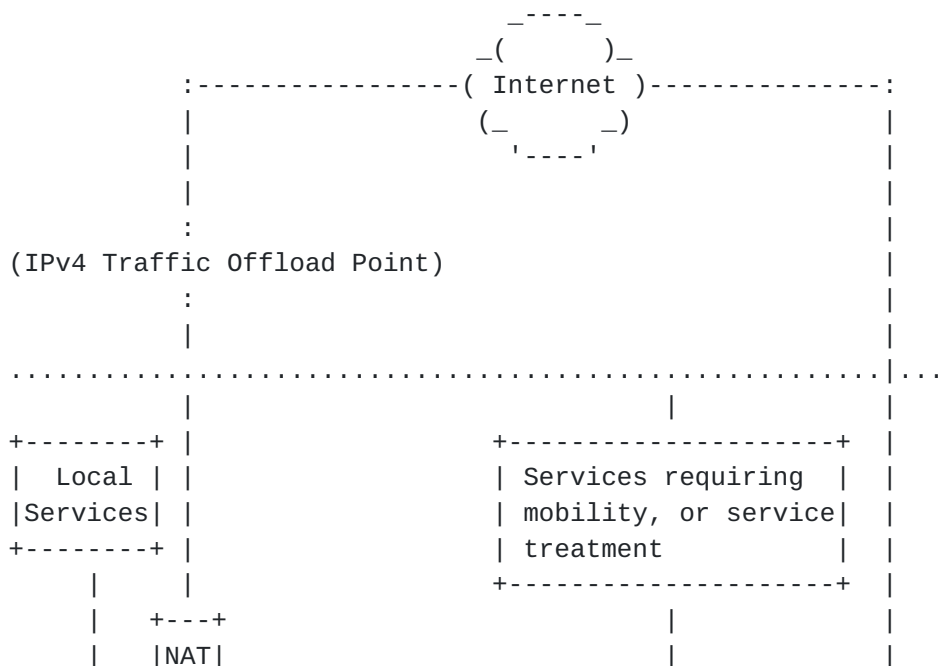 Internet
(IPv4 Traffic Offload Point)
Local
Services
Services requiring
mobility, or service
treatment
NAT